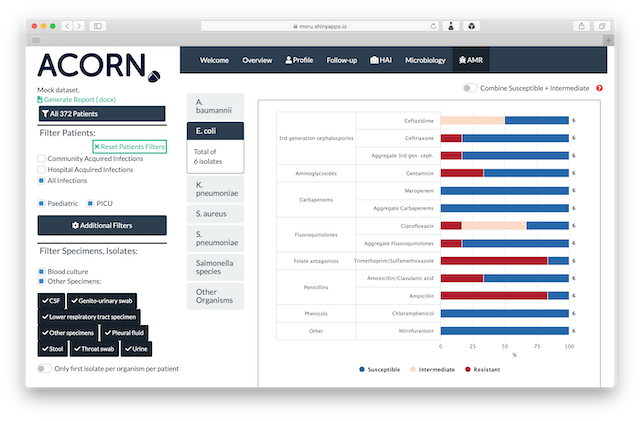 moru.shinyapps.io
ACORN
Mock dataset.
Generate Report (.docx)
All 372 Patients
Filter Patients:
Reset Patients Filters
Community Acquired Infections
Hospital Acquired Infections
All Infections
Paediatric PICU
Additional Filters
Filter Specimens, Isolates:
Blood culture
Other Specimens:
CSF Genito-urinary swab
Lower respiratory tract specimen
Other specimens Pleural fluid
Stool Throat swab Urine
Only first isolate per organism per patient
Welcome Overview Profile Follow-up HAI Microbiology AMR
Combine Susceptible + Intermediate
A.
baumannii
E. coli
Total of
6 isolates
K.
pneumoniae
S. aureus
S.
pneumoniae
Salmonella
species
Other
Organisms
3rd generation cephalosporins
Ceftazidime 6
Ceftriaxone 6
Aggregate 3rd gen. ceph. 6
Aminoglycosides Gentamicin 6
Carbapenems
Meropenem 6
Aggregate Carbapenems 6
Fluoroquinolones
Ciprofloxacin 6
Aggregate Fluoroquinolones 6
Folate antagonists Trimethoprim/Sulfamethoxazole 6
Penicillins
Amoxicillin/Clavulanic acid 6
Ampicillin 6
Phenicols Chloramphenicol 6
Other Nitrofurantoin 6
0 25 50 75 100
%
Susceptible Intermediate Resistant